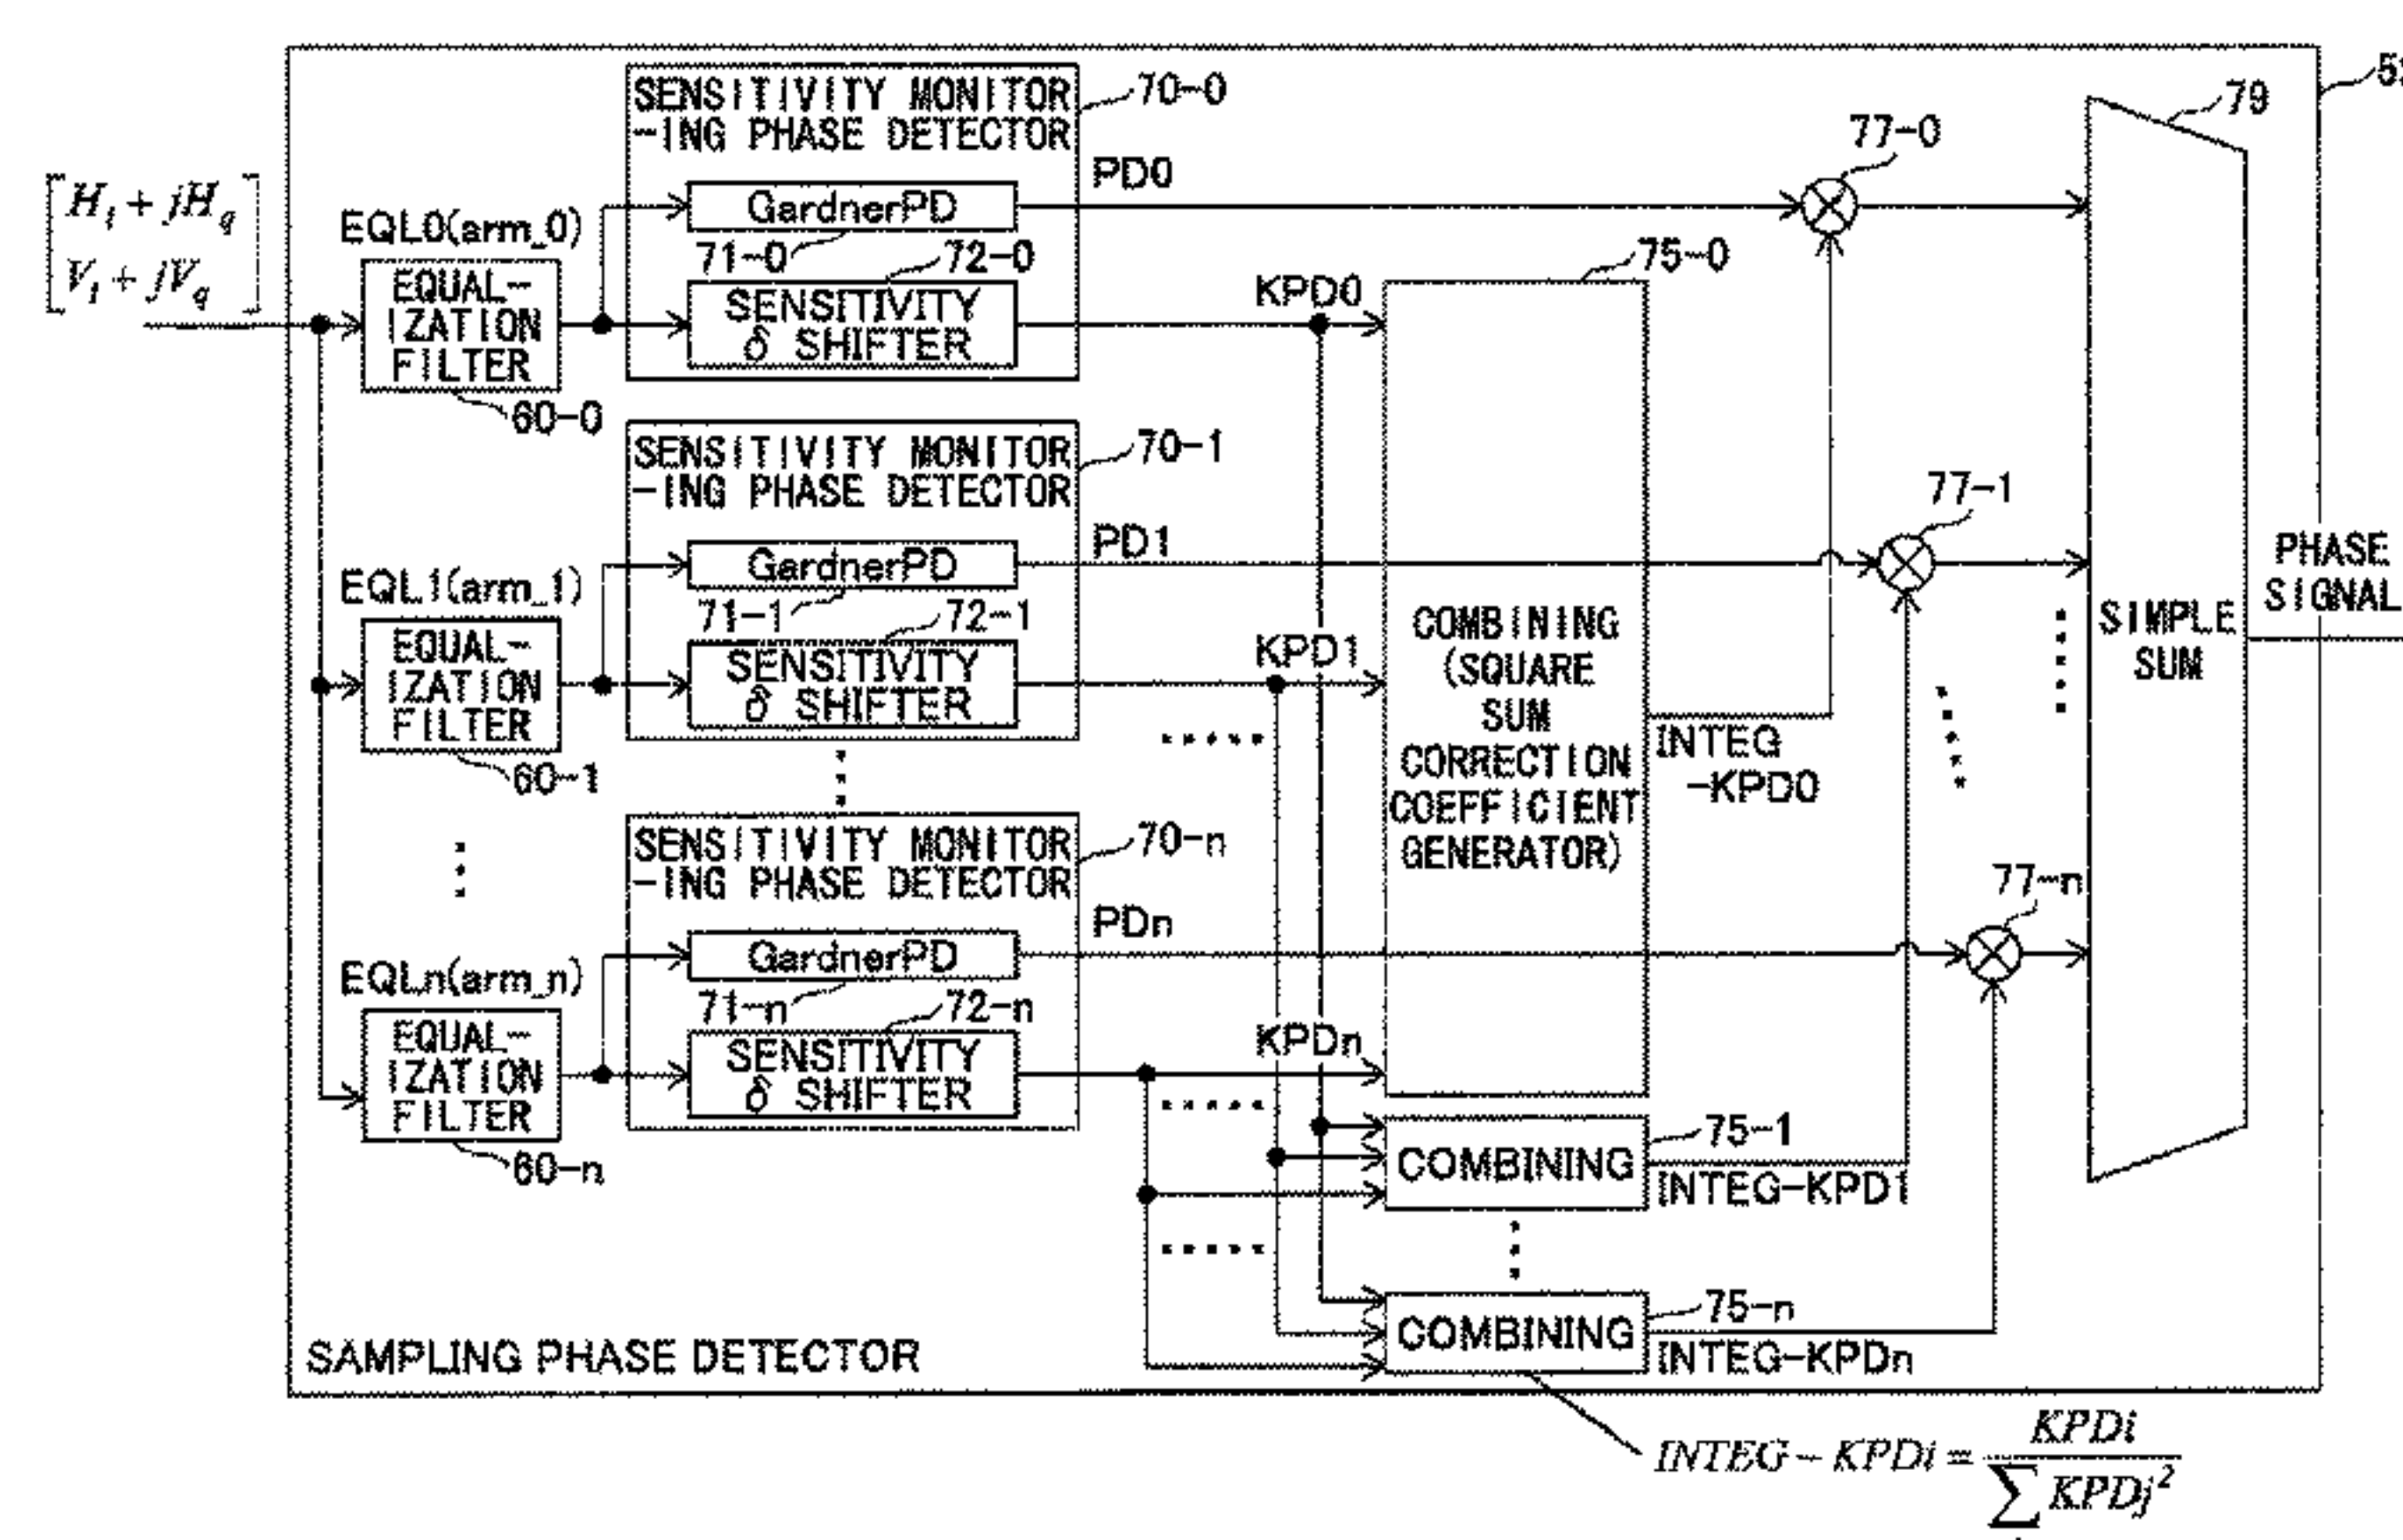 SENSITIVITY MONITOR
-ING PHASE DETECTOR
70-0
79
77-0
PD0
H_i + jH_q
V_i + jV_q
EQL0(arm_0)
GardnerPD
71-0
72-0
75-0
EQUAL-
IZATION
FILTER
SENSITIVITY
δ SHIFTER
KPD0
60-0
SENSITIVITY MONITOR
-ING PHASE DETECTOR
70-1
77-1
PD1
EQL1(arm_1)
GardnerPD
71-1
72-1
EQUAL-
IZATION
FILTER
SENSITIVITY
δ SHIFTER
KPD1
60-1
COMBINING
(SQUARE
SUM
CORRECTION
COEFFICIENT
GENERATOR)
INTEG
-KPD0
SIMPLE
SUM
PHASE
SIGNAL
SENSITIVITY MONITOR
-ING PHASE DETECTOR
70-n
77-n
PDn
EQLn(arm_n)
GardnerPD
71-n
72-n
EQUAL-
IZATION
FILTER
SENSITIVITY
δ SHIFTER
KPDn
60-n
COMBINING
75-1
INTEG-KPD1
COMBINING
75-n
INTEG-KPDn
SAMPLING PHASE DETECTOR
INTEG - KPDi = KPDi / ∑ KPDj²